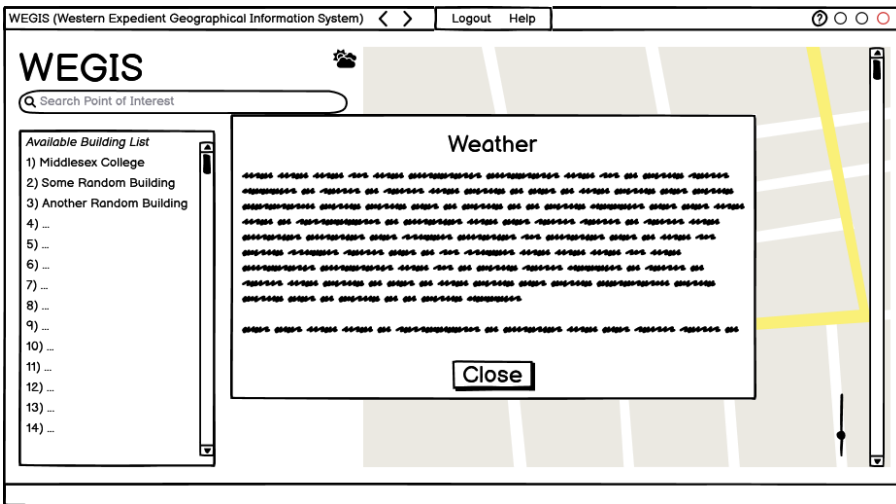 WEGIS (Western Expedient Geographical Information System)
Logout Help
?
WEGIS
Search Point of Interest
Available Building List
1) Middlesex College
2) Some Random Building
3) Another Random Building
4) ...
5) ...
6) ...
7) ...
8) ...
9) ...
10) ...
11) ...
12) ...
13) ...
14) ...
Weather
Close